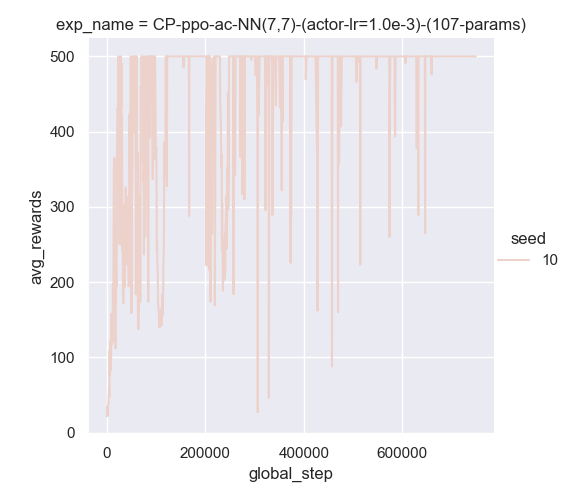 exp_name = CP-ppo-ac-NN(7,7)-(actor-lr=1.0e-3)-(107-params)
500
400
300
200
100
0
avg_rewards
0 200000 400000 600000
global_step
seed
10